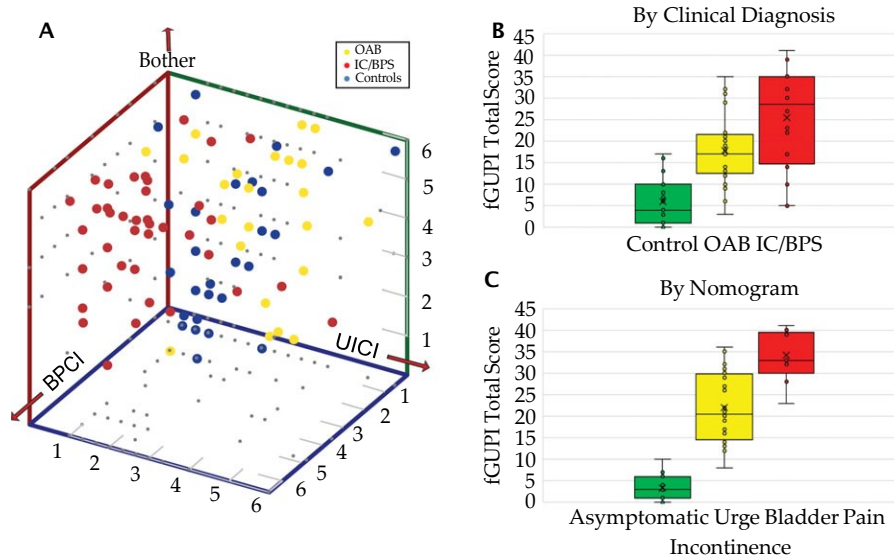 A
Bother
OAB
IC/BPS
Controls
6
5
4
3
2
1
UICI
BPCI
1
2
3
4
5
6
1
2
3
4
5
6
B
By Clinical Diagnosis
fGUPI Total Score
45
40
35
30
25
20
15
10
5
0
Control OAB IC/BPS
C
By Nomogram
fGUPI Total Score
45
40
35
30
25
20
15
10
5
0
Asymptomatic Urge Bladder Pain
Incontinence